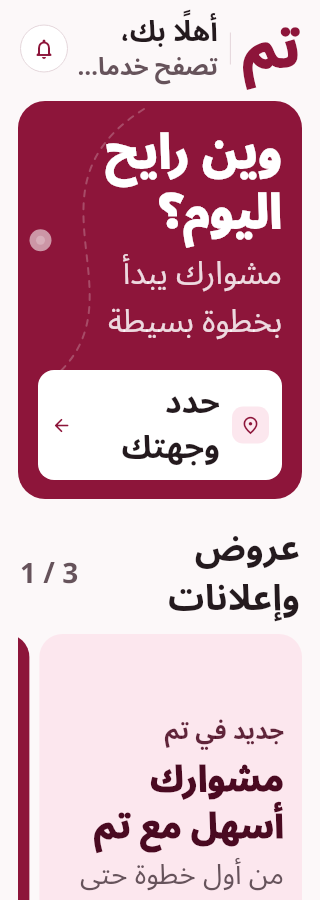 تم
أهلًا بك،
تصفح خدما...
وين رايح
اليوم؟
مشوارك يبدأ
بخطوة بسيطة
حدد
وجهتك
عروض
وإعلانات
1 / 3
جديد في تم
مشوارك
أسهل مع تم
من أول خطوة حتى